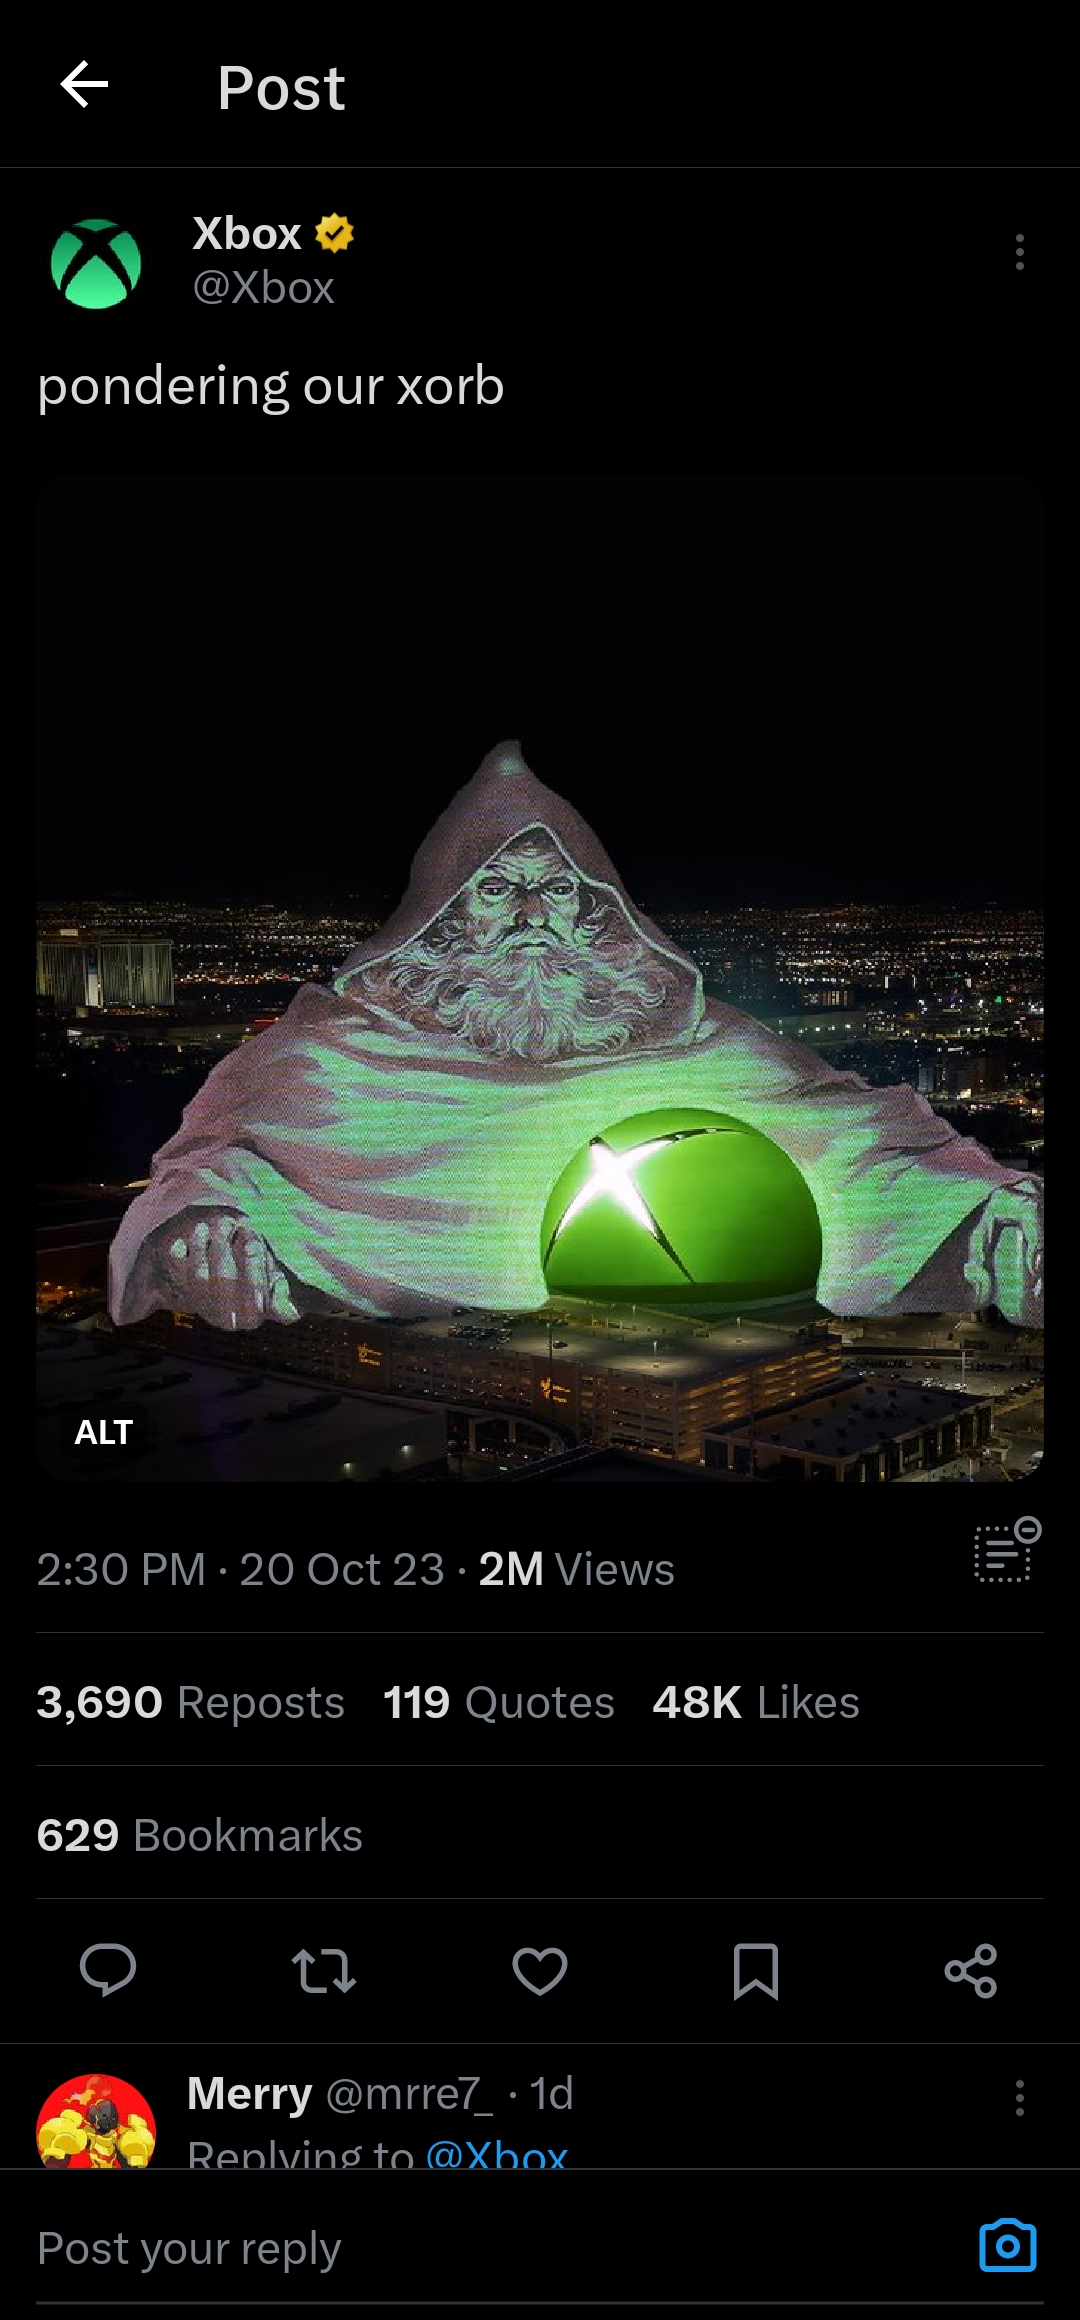 Post
Xbox
@Xbox
pondering our xorb
ALT
2:30 PM · 20 Oct 23 · 2M Views
3,690 Reposts 119 Quotes 48K Likes
629 Bookmarks
Merry @mrre7_ · 1d
Replying to @Xbox
Post your reply